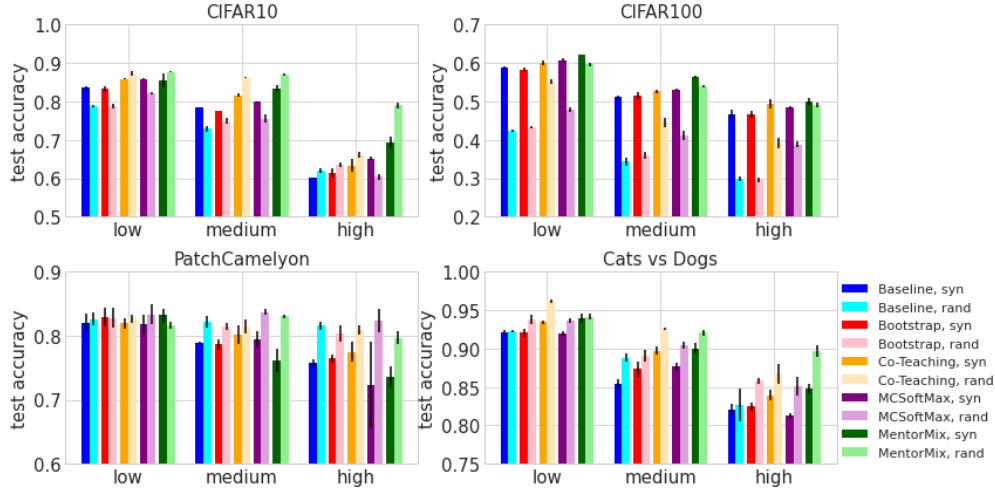 CIFAR10
CIFAR100
1.0
0.9
0.8
0.7
0.6
0.5
test accuracy
low
medium
high
0.7
0.6
0.5
0.4
0.3
0.2
test accuracy
low
medium
high
PatchCamelyon
Cats vs Dogs
0.9
0.8
0.7
0.6
test accuracy
low
medium
high
1.00
0.95
0.90
0.85
0.80
0.75
test accuracy
low
medium
high
Baseline, syn
Baseline, rand
Bootstrap, syn
Bootstrap, rand
Co-Teaching, syn
Co-Teaching, rand
MCSoftMax, syn
MCSoftMax, rand
MentorMix, syn
MentorMix, rand